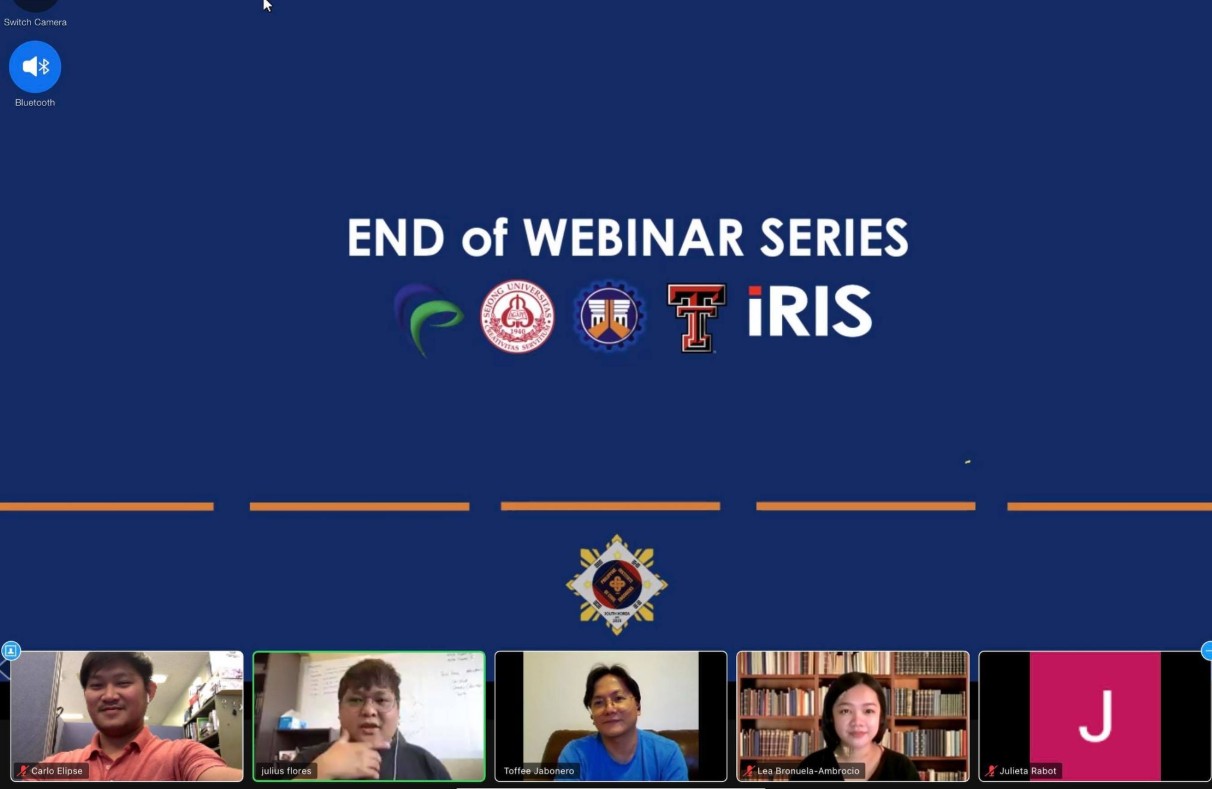 Switch Camera
Bluetooth
END of WEBINAR SERIES
SEJONG UNIVERSITAS
1940
CREATIVITAS SERVITIUM
T
iRIS
SOUTH KOREA
J
Carlo Elipse
julius flores
Toffee Jabonero
Lea Bronuela-Ambrocio
Julieta Rabot